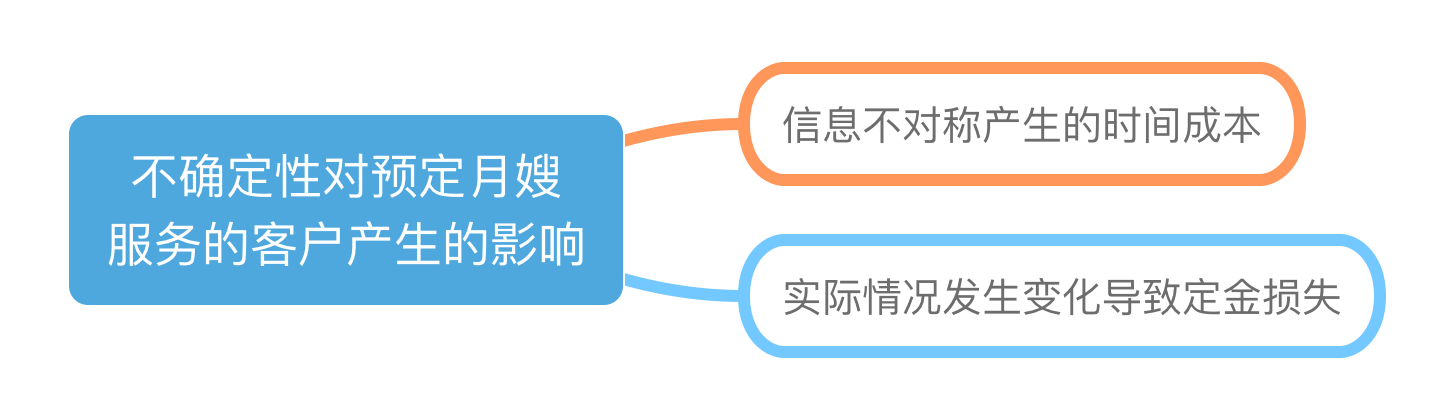 不确定性对预定月嫂
服务的客户产生的影响
信息不对称产生的时间成本
实际情况发生变化导致定金损失